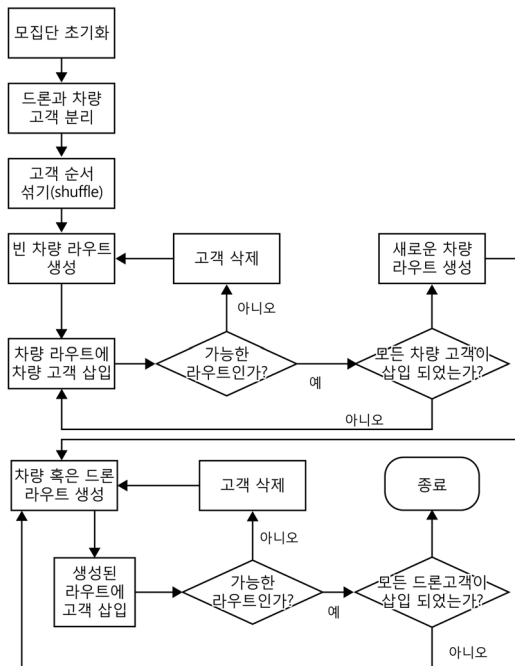 모집단 초기화
드론과 차량
고객 분리
고객 순서
섞기(shuffle)
빈 차량 라우트
생성
고객 삭제
새로운 차량
라우트 생성
아니오
차량 라우트에
차량 고객 삽입
가능한
라우트인가?
예
모든 차량 고객이
삽입 되었는가?
아니오
차량 혹은 드론
라우트 생성
고객 삭제
종료
아니오
생성된
라우트에
고객 삽입
가능한
라우트인가?
예
모든 드론고객이
삽입 되었는가?
아니오